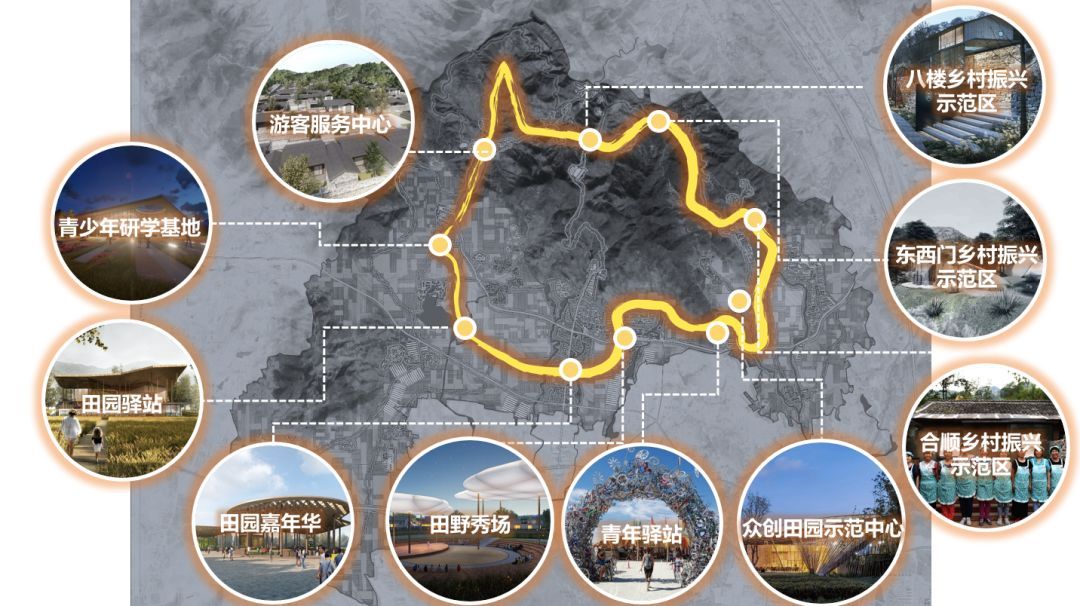 八楼乡村振兴
示范区
游客服务中心
青少年研学基地
东西门乡村振兴
示范区
田园驿站
合顺乡村振兴
示范区
田园嘉年华
田野秀场
青年驿站
众创田园示范中心